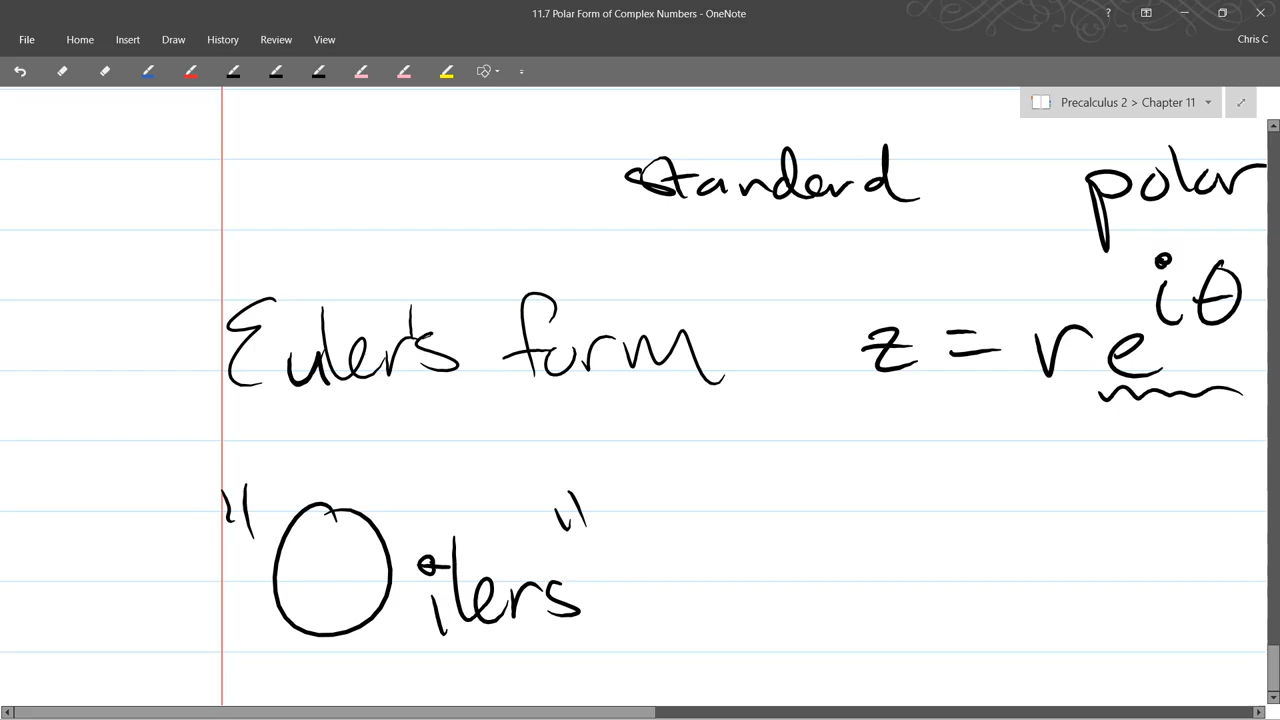 11.7 Polar Form of Complex Numbers - OneNote
File Home Insert Draw History Review View Chris C
Precalculus 2 > Chapter 11
standard polar
Euler's form z = re^{iθ}
"Oilers"